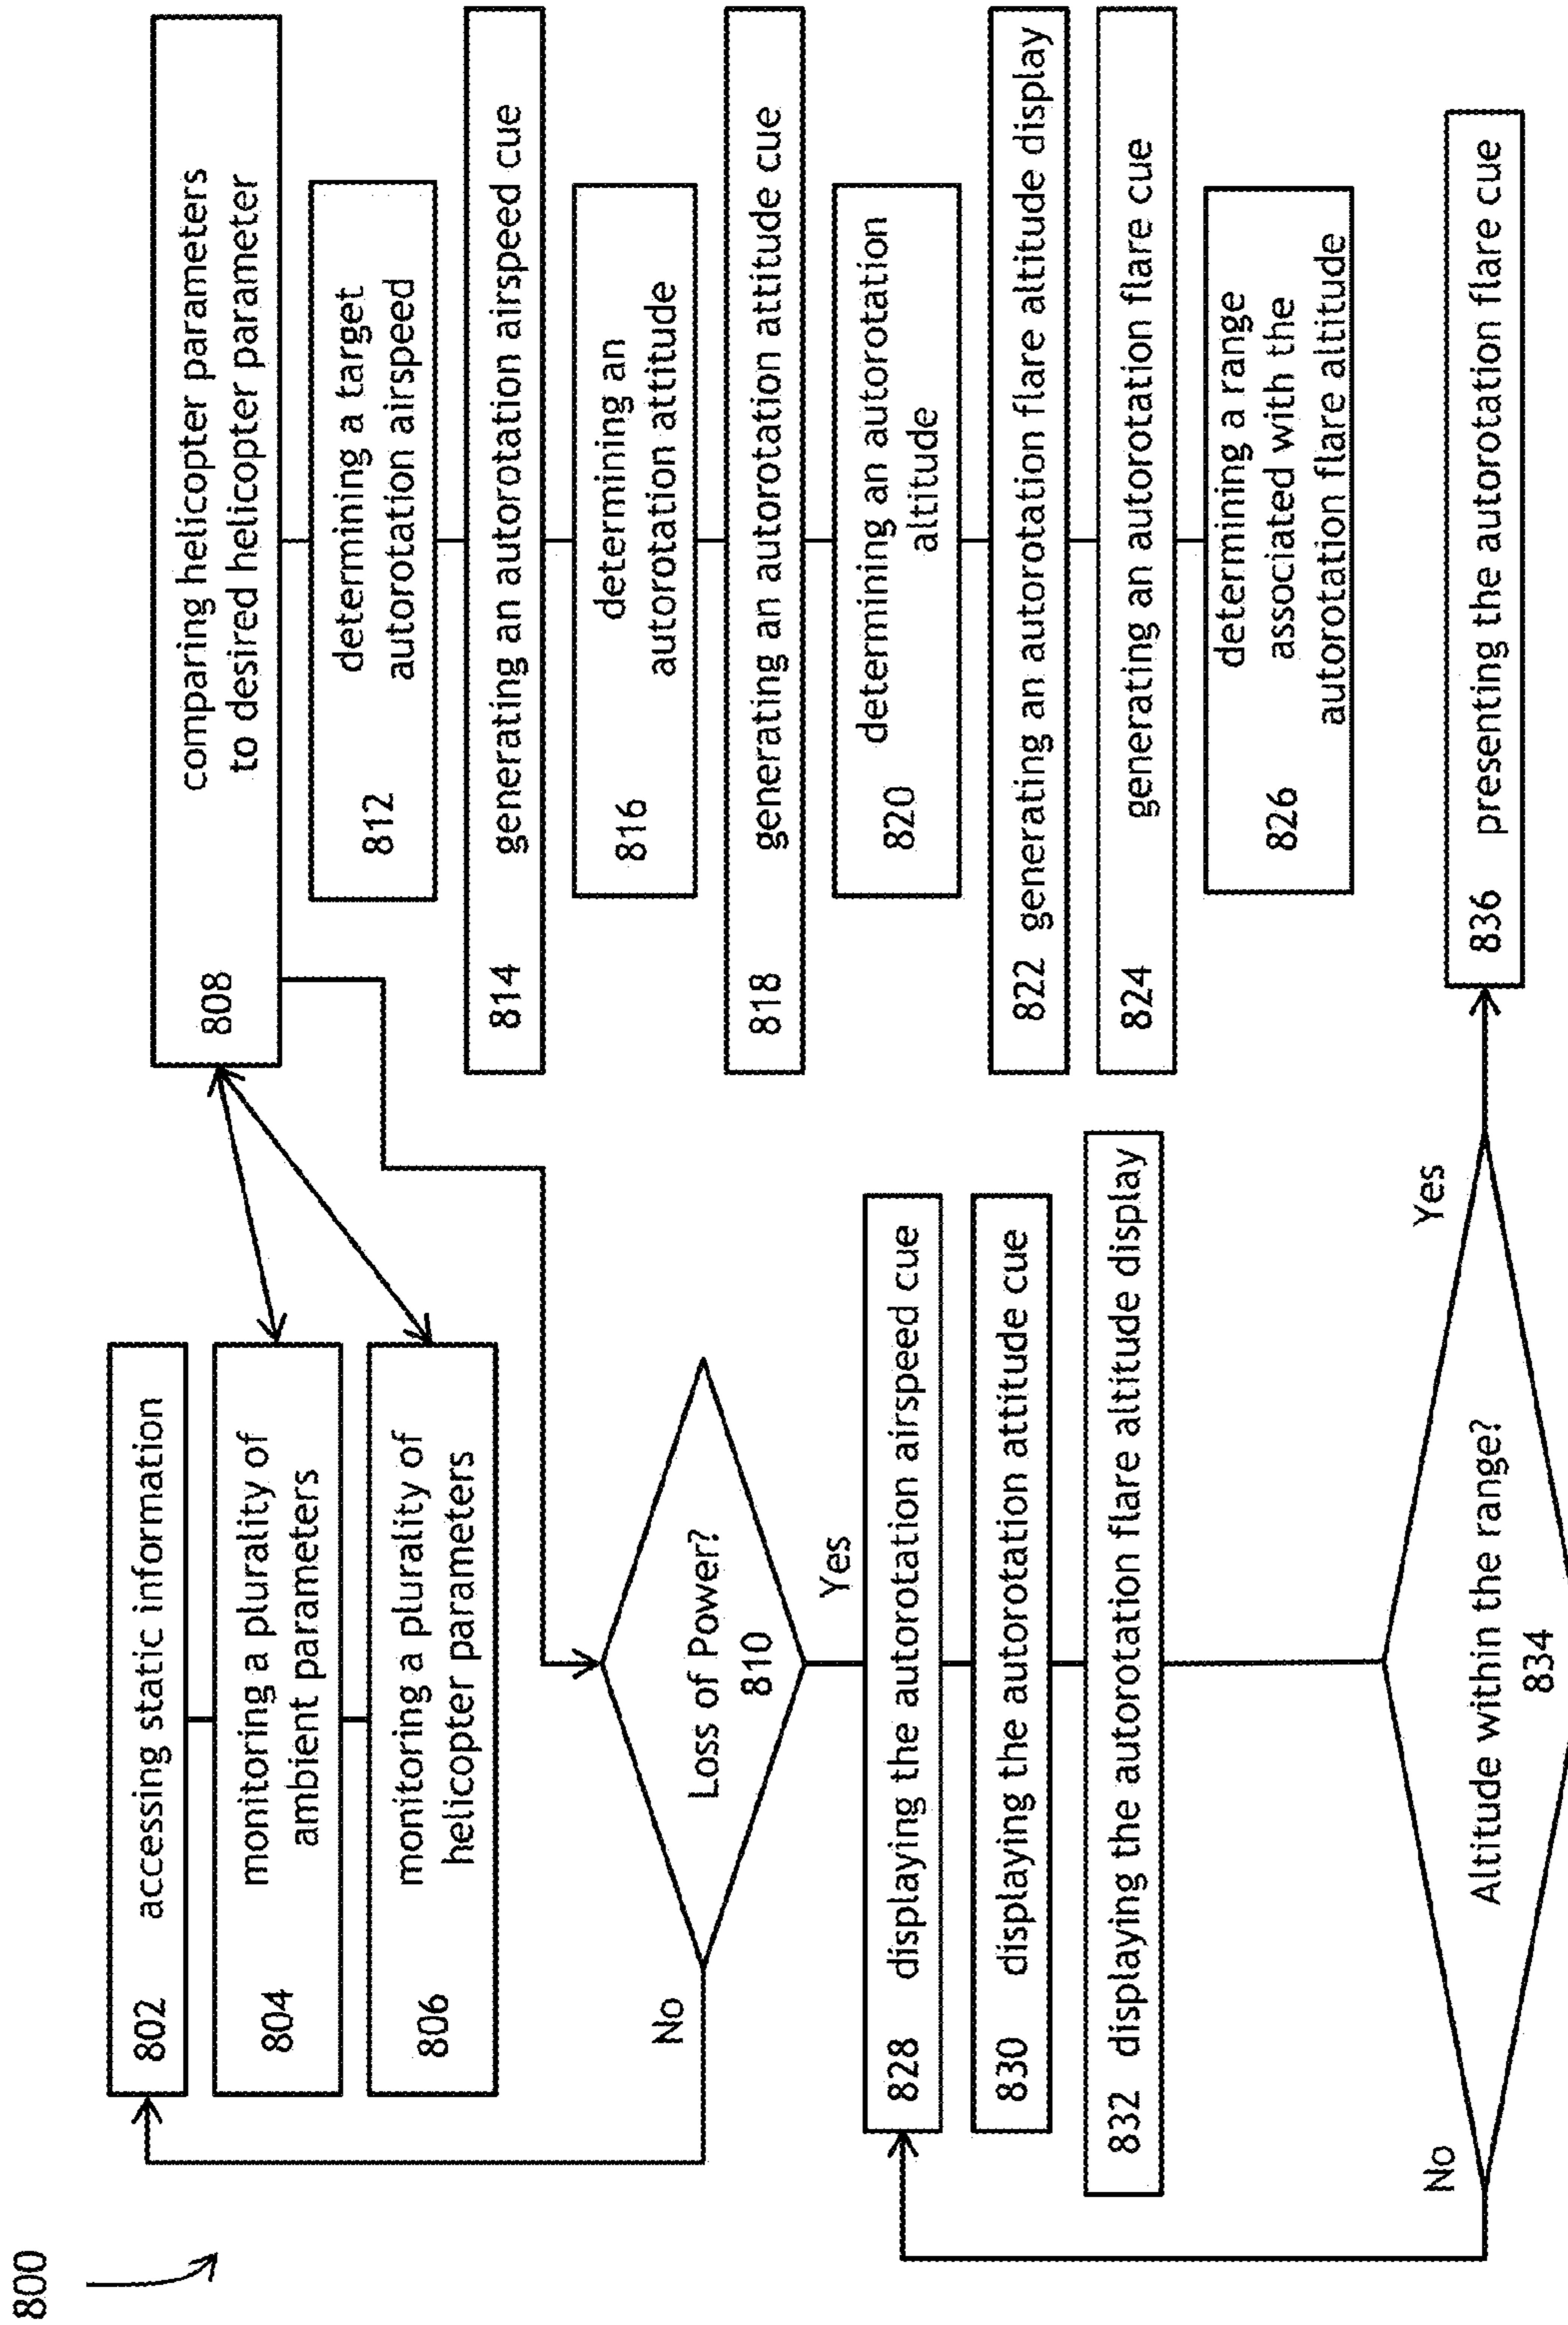 800
802 accessing static information
804 monitoring a plurality of
ambient parameters
806 monitoring a plurality of
helicopter parameters
808 comparing helicopter parameters
to desired helicopter parameter
Loss of Power?
810
No
Yes
812 determining a target
autorotation airspeed
814 generating an autorotation airspeed cue
816 determining an
autorotation attitude
818 generating an autorotation attitude cue
820 determining an autorotation
altitude
822 generating an autorotation flare altitude display
824 generating an autorotation flare cue
826 determining a range
associated with the
autorotation flare altitude
828 displaying the autorotation airspeed cue
830 displaying the autorotation attitude cue
832 displaying the autorotation flare altitude display
Altitude within the range?
834
No
Yes
836 presenting the autorotation flare cue